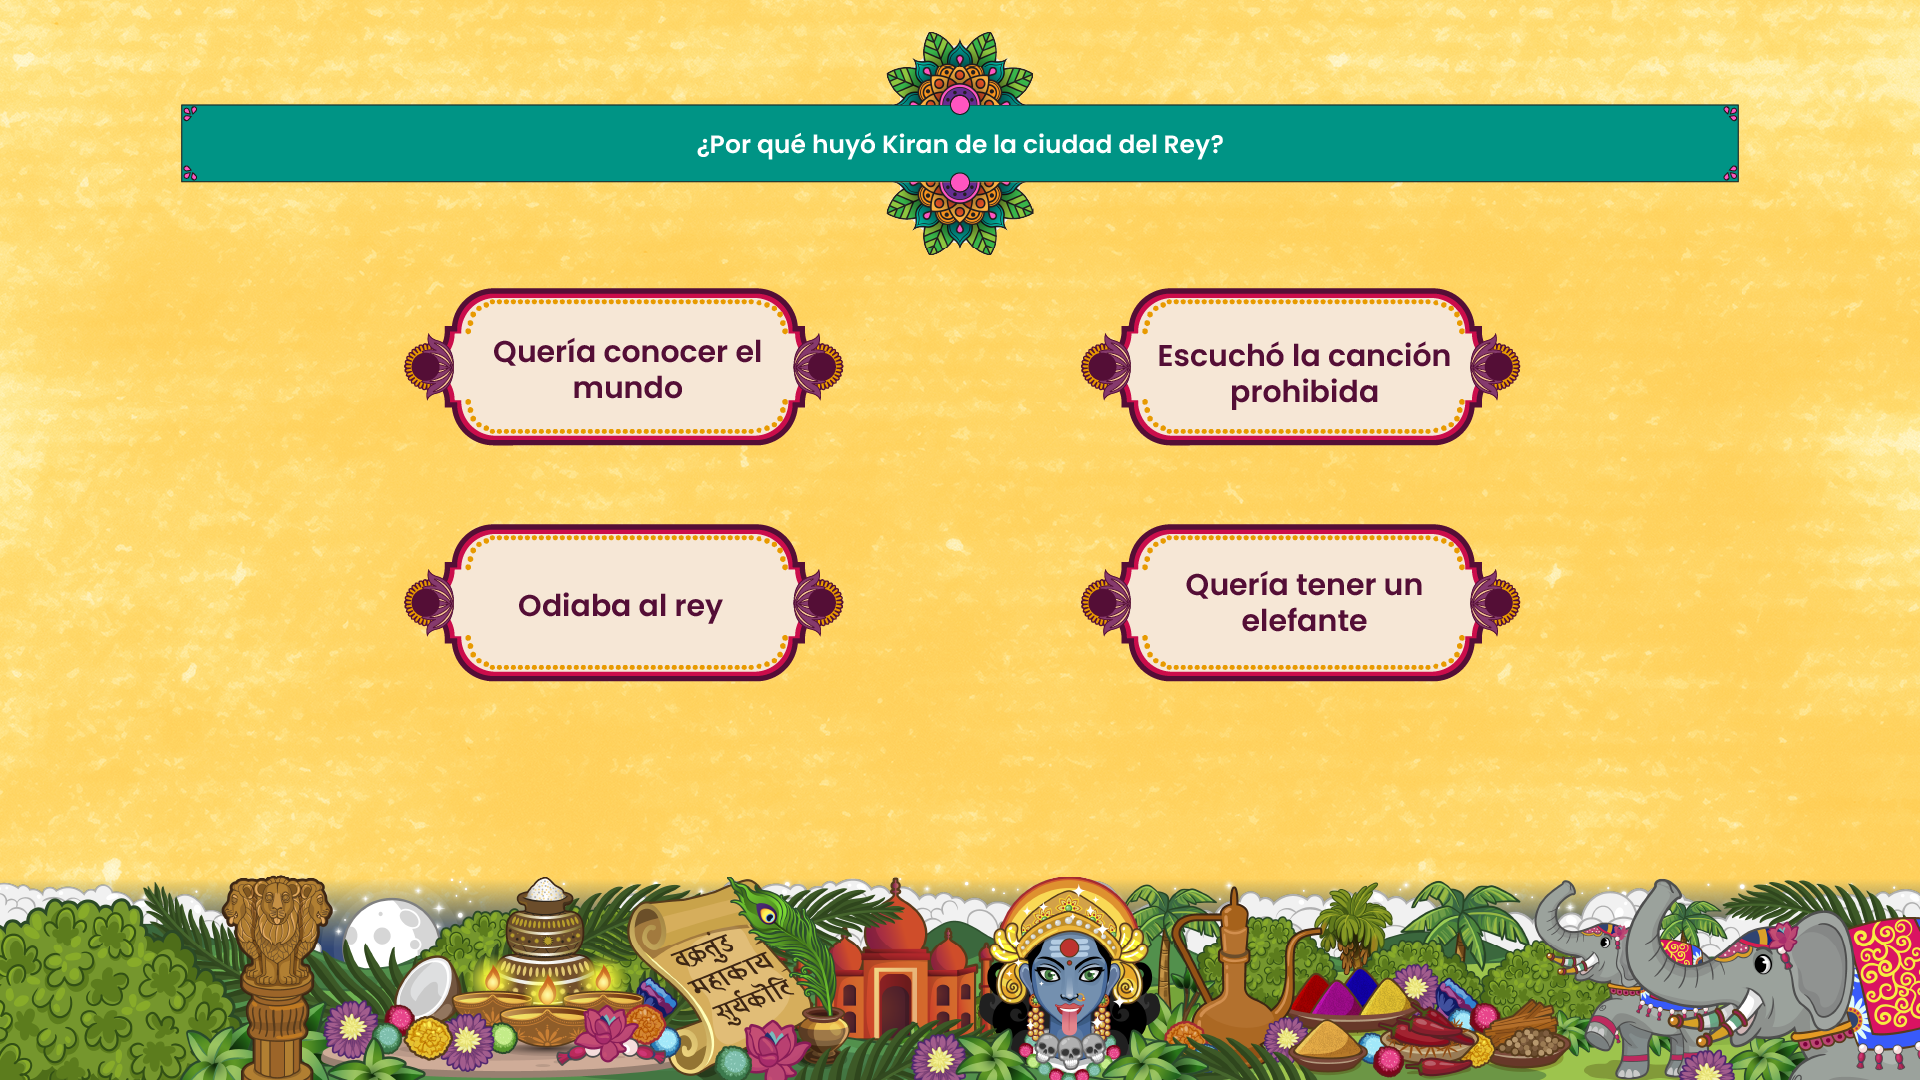 ¿Por qué huyó Kiran de la ciudad del Rey?
Quería conocer el
mundo
Escuchó la canción
prohibida
Odiaba al rey
Quería tener un
elefante
वक्रतुंड
महाकाय
सुर्यकोटि